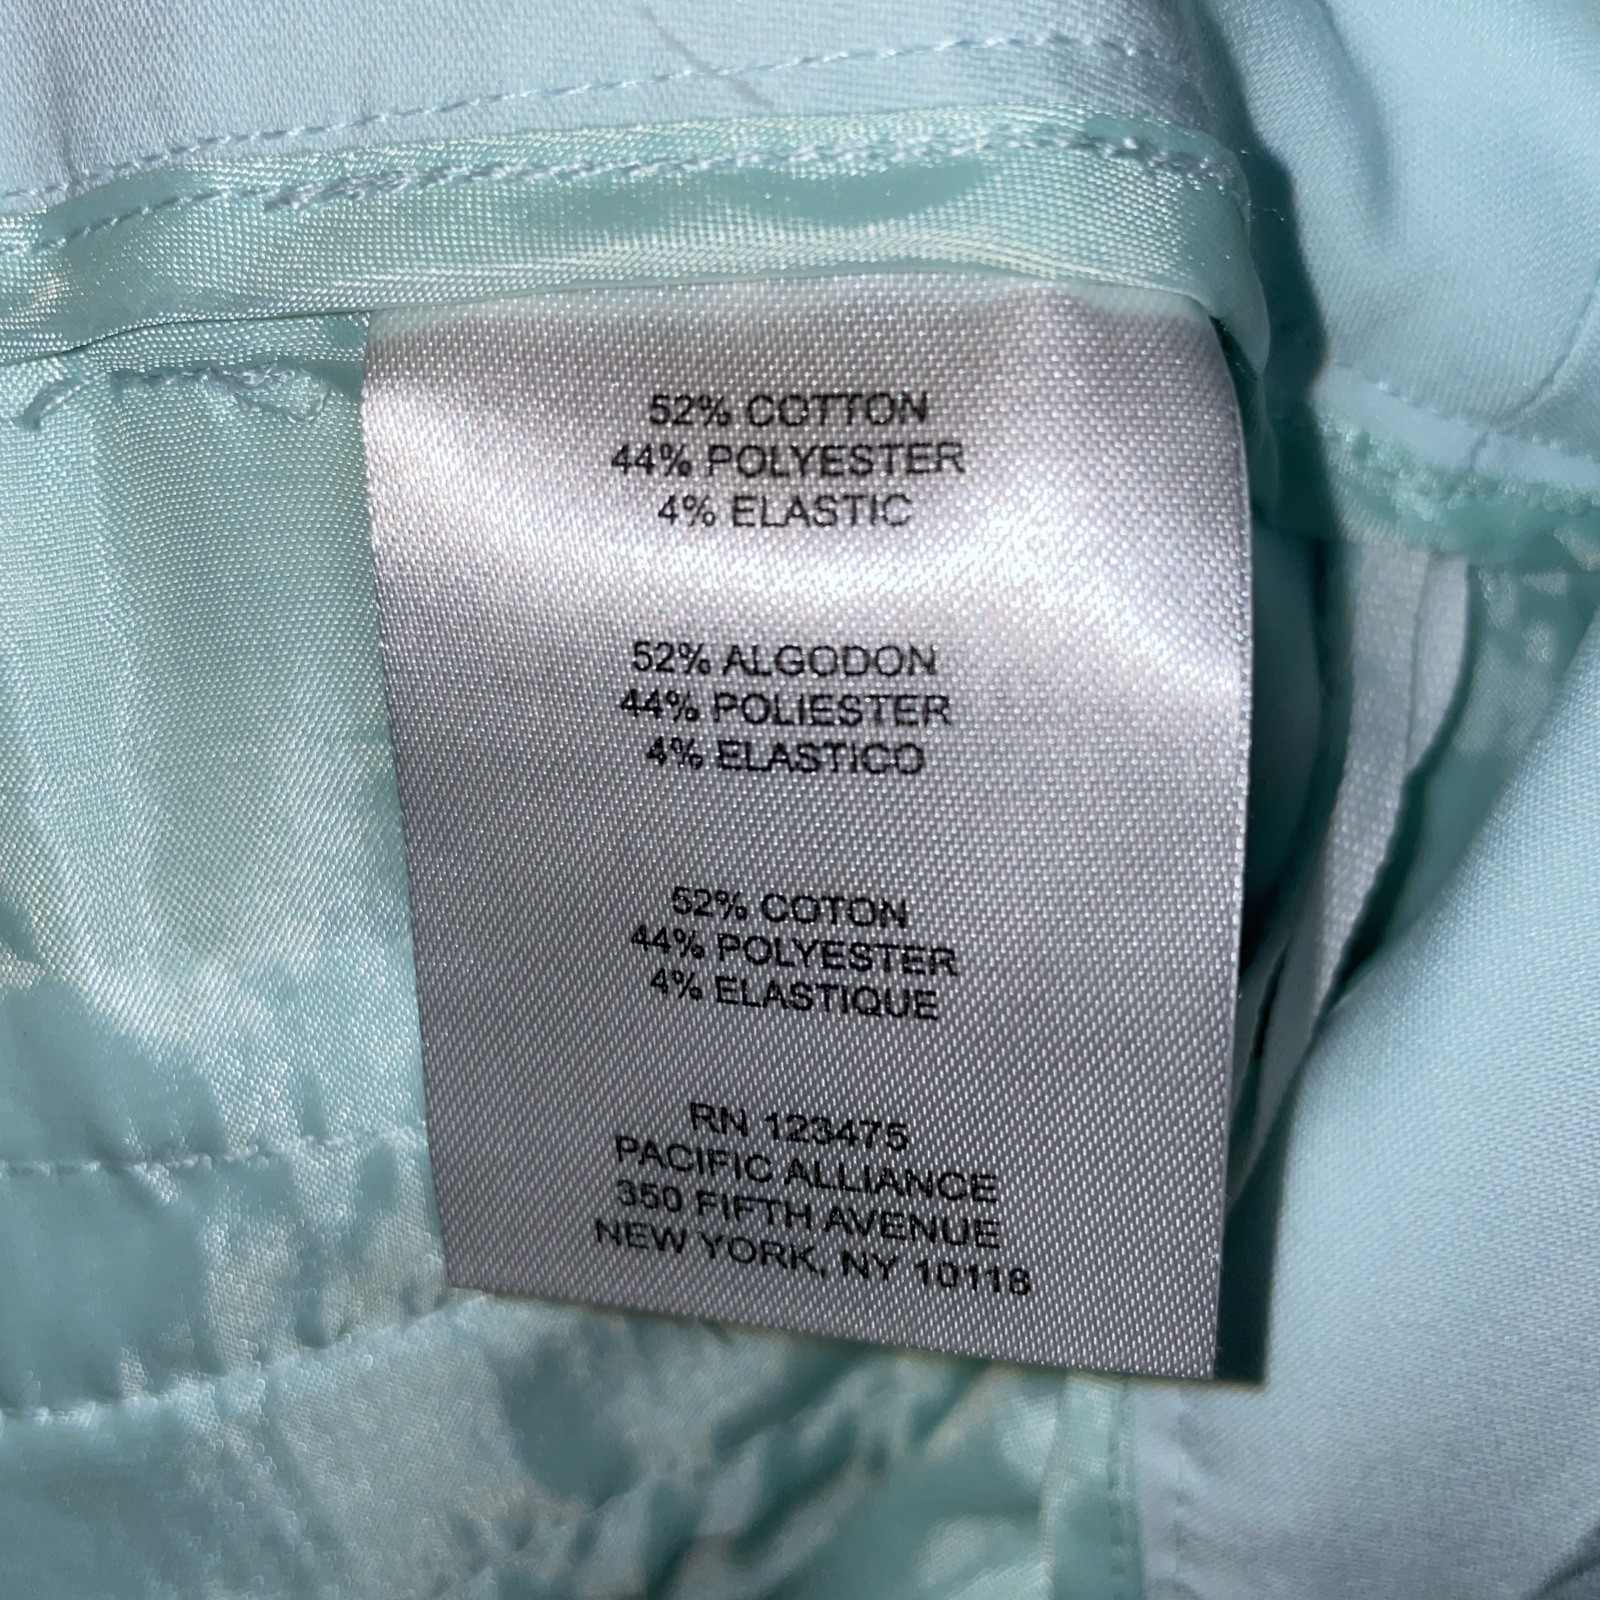 52% COTTON
44% POLYESTER
4% ELASTIC
52% ALGODON
44% POLIESTER
4% ELASTICO
52% COTON
44% POLYESTER
4% ELASTIQUE
RN 123475
PACIFIC ALLIANCE
350 FIFTH AVENUE
NEW YORK, NY 10118